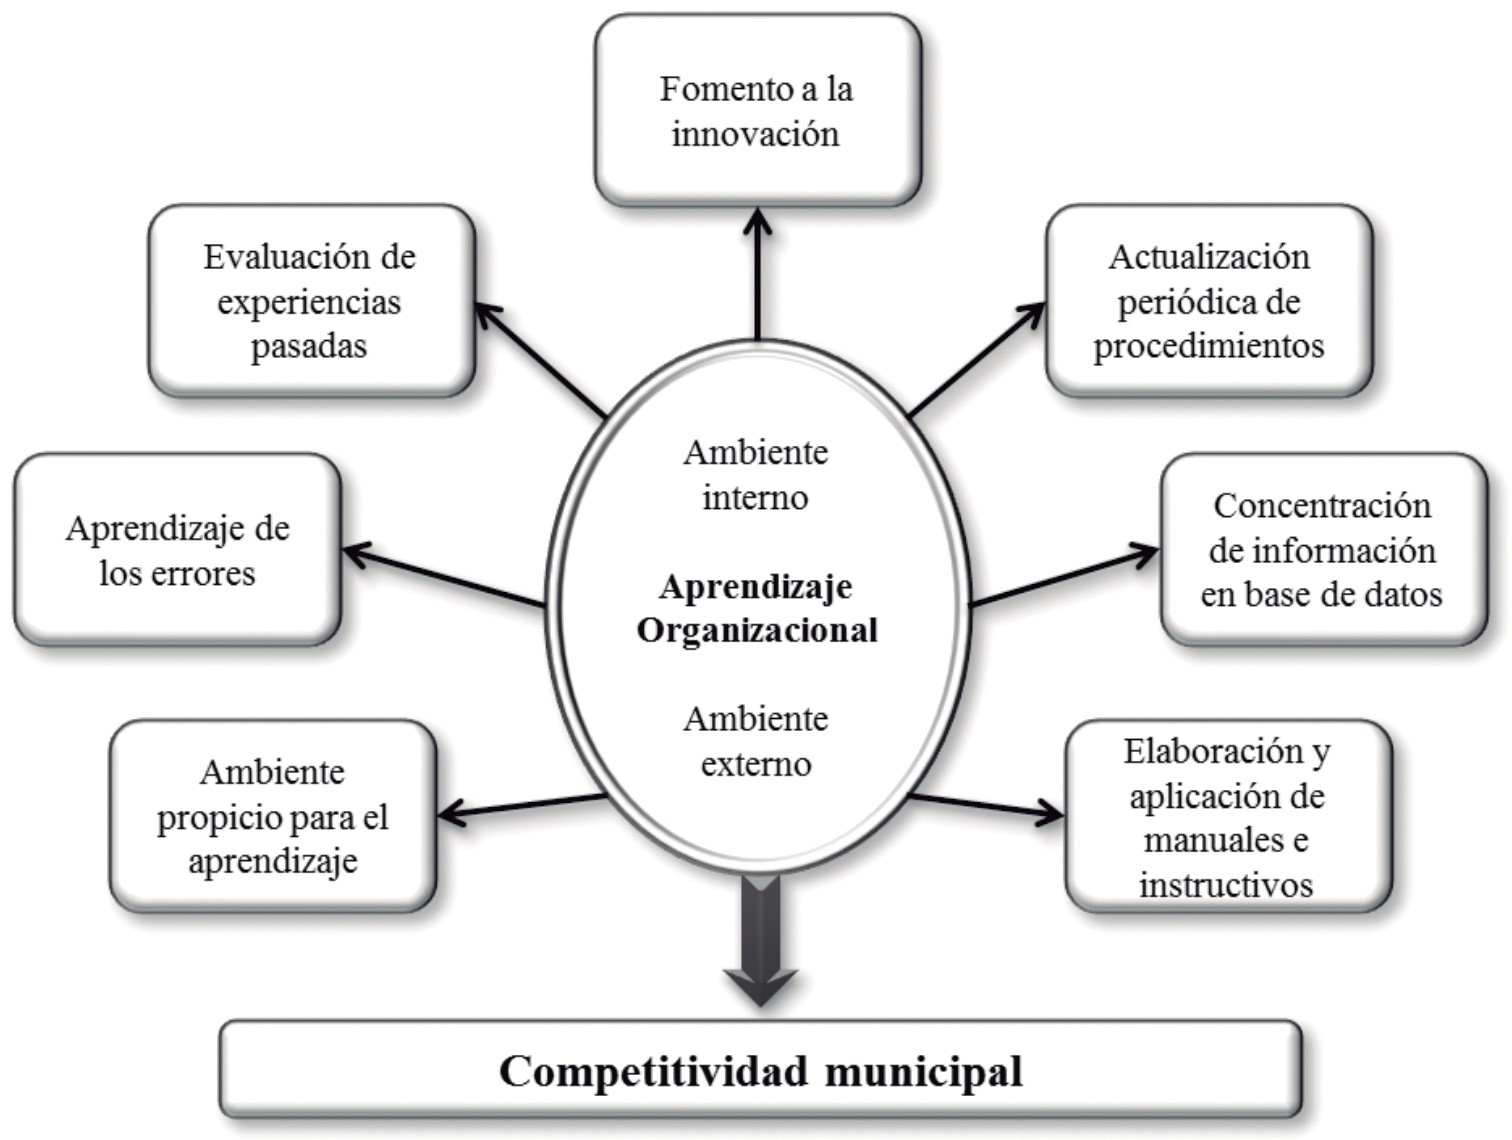 Fomento a la
innovación
Evaluación de
experiencias
pasadas
Actualización
periódica de
procedimientos
Aprendizaje de
los errores
Ambiente
interno
Aprendizaje
Organizacional
Ambiente
externo
Concentración
de información
en base de datos
Ambiente
propicio para el
aprendizaje
Elaboración y
aplicación de
manuales e
instructivos
Competitividad municipal